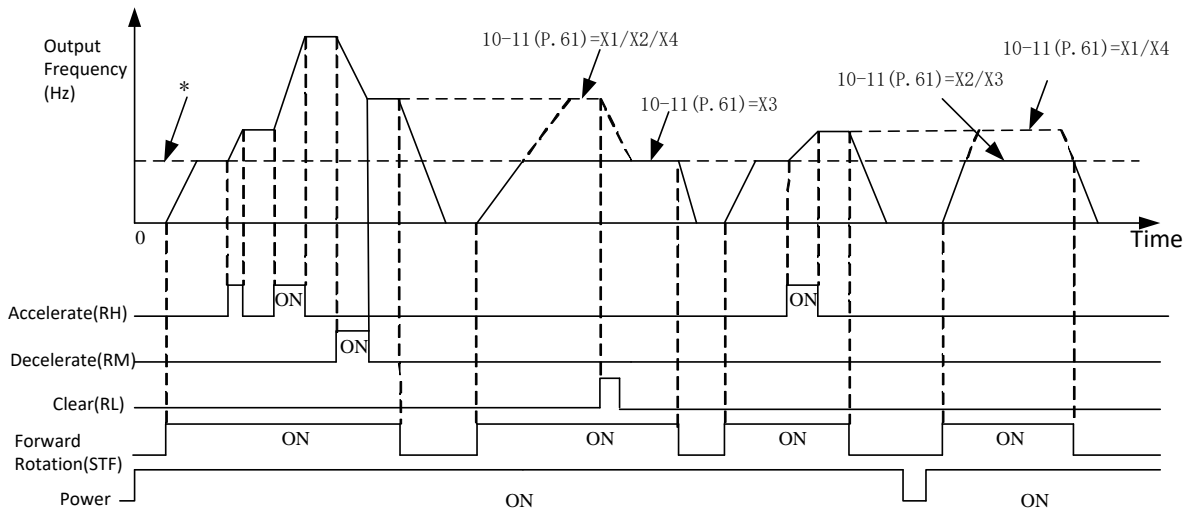 Output
Frequency
(Hz)
*
10-11(P. 61)=X1/X2/X4
10-11(P. 61)=X3
10-11(P. 61)=X2/X3
10-11(P. 61)=X1/X4
0
Time
Accelerate(RH)
ON
ON
Decelerate(RM)
ON
Clear(RL)
Forward
Rotation(STF)
ON
ON
ON
ON
Power
ON
ON